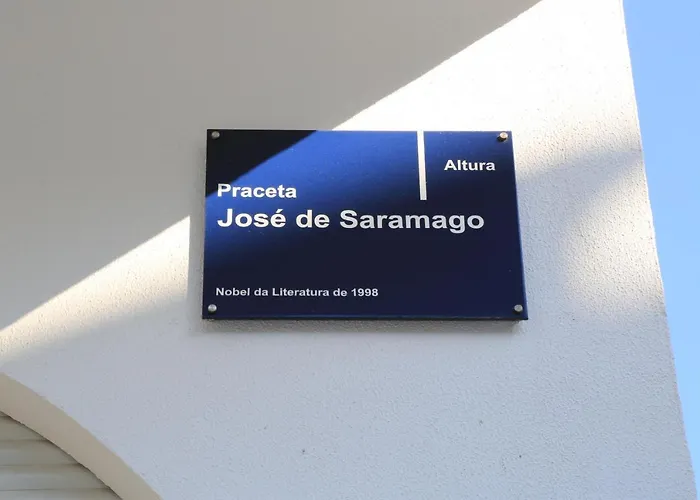 Altura
Praceta
José de Saramago
Nobel da Literatura de 1998